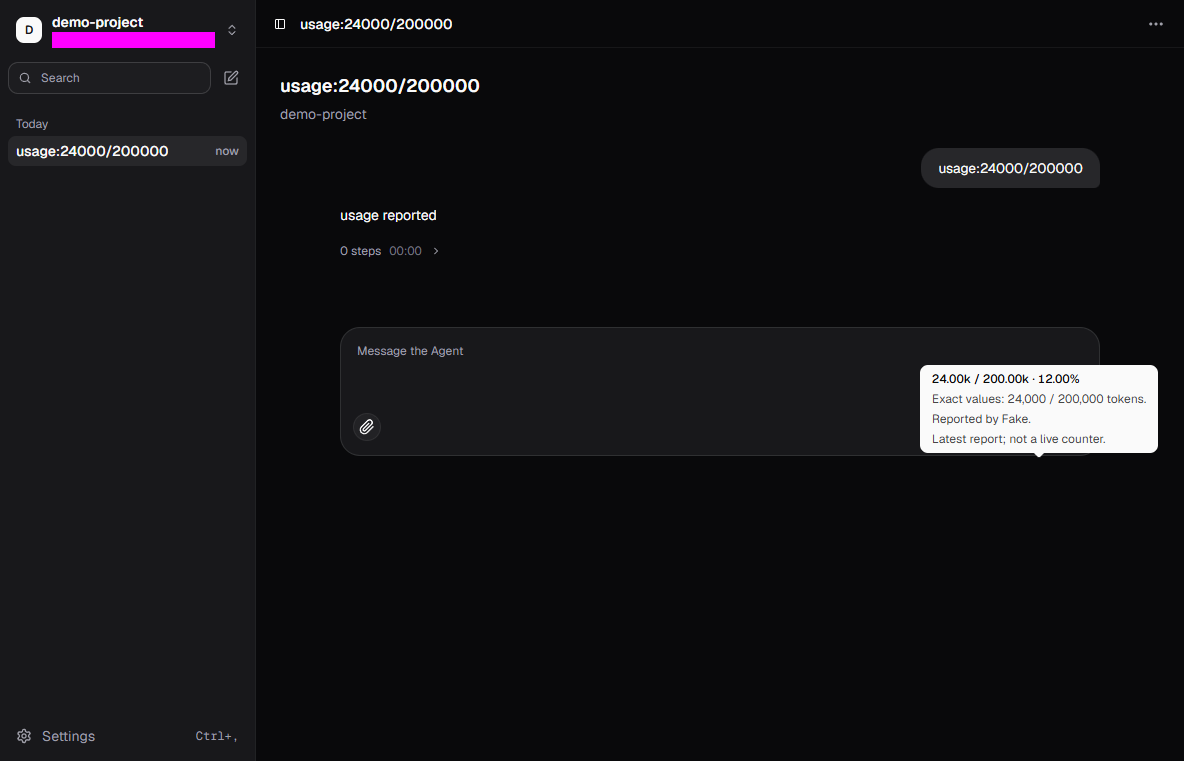 D
demo-project
Search
Today
usage:24000/200000 now
Settings Ctrl+,
usage:24000/200000
usage:24000/200000
demo-project
usage:24000/200000
usage reported
0 steps 00:00
Message the Agent
24.00k / 200.00k · 12.00%
Exact values: 24,000 / 200,000 tokens.
Reported by Fake.
Latest report; not a live counter.